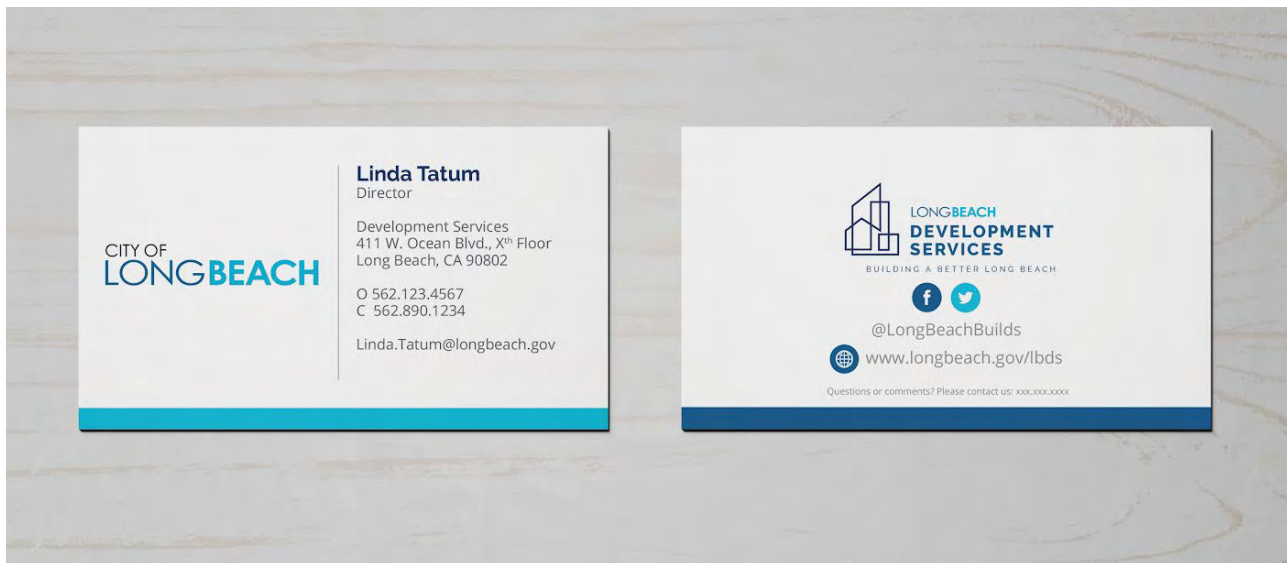 CITY OF
LONGBEACH
Linda Tatum
Director
Development Services
411 W. Ocean Blvd., Xth Floor
Long Beach, CA 90802
O 562.123.4567
C 562.890.1234
Linda.Tatum@longbeach.gov
LONGBEACH
DEVELOPMENT
SERVICES
BUILDING A BETTER LONG BEACH
@LongBeachBuilds
www.longbeach.gov/lbds
Questions or comments? Please contact us: xxx.xxx.xxxx